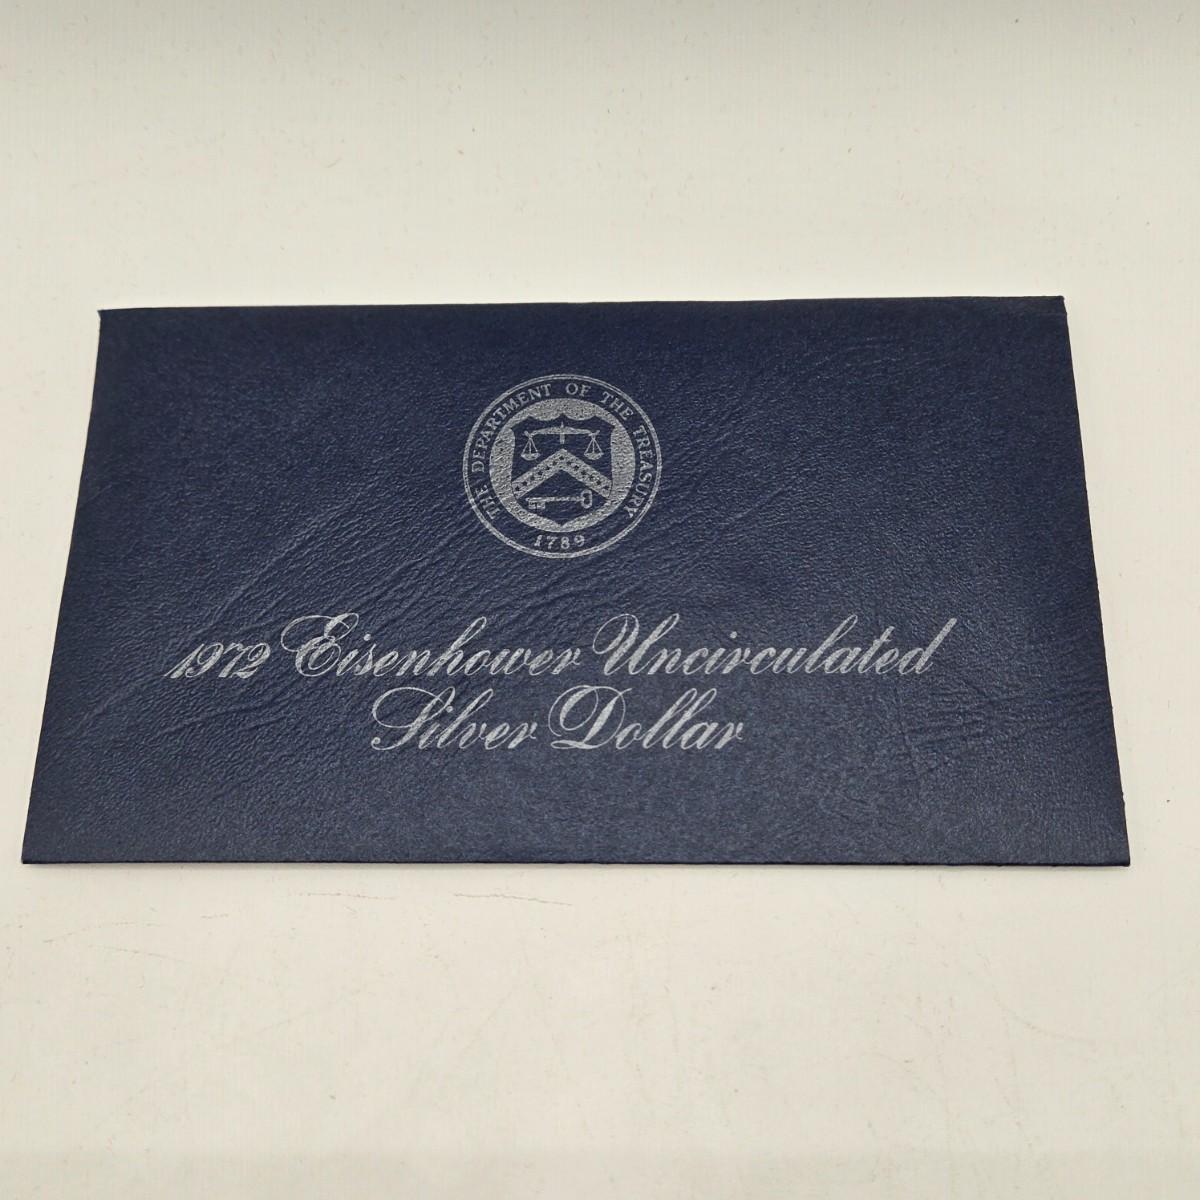 THE DEPARTMENT OF THE TREASURY
1789
1972 Eisenhower Uncirculated
Silver Dollar